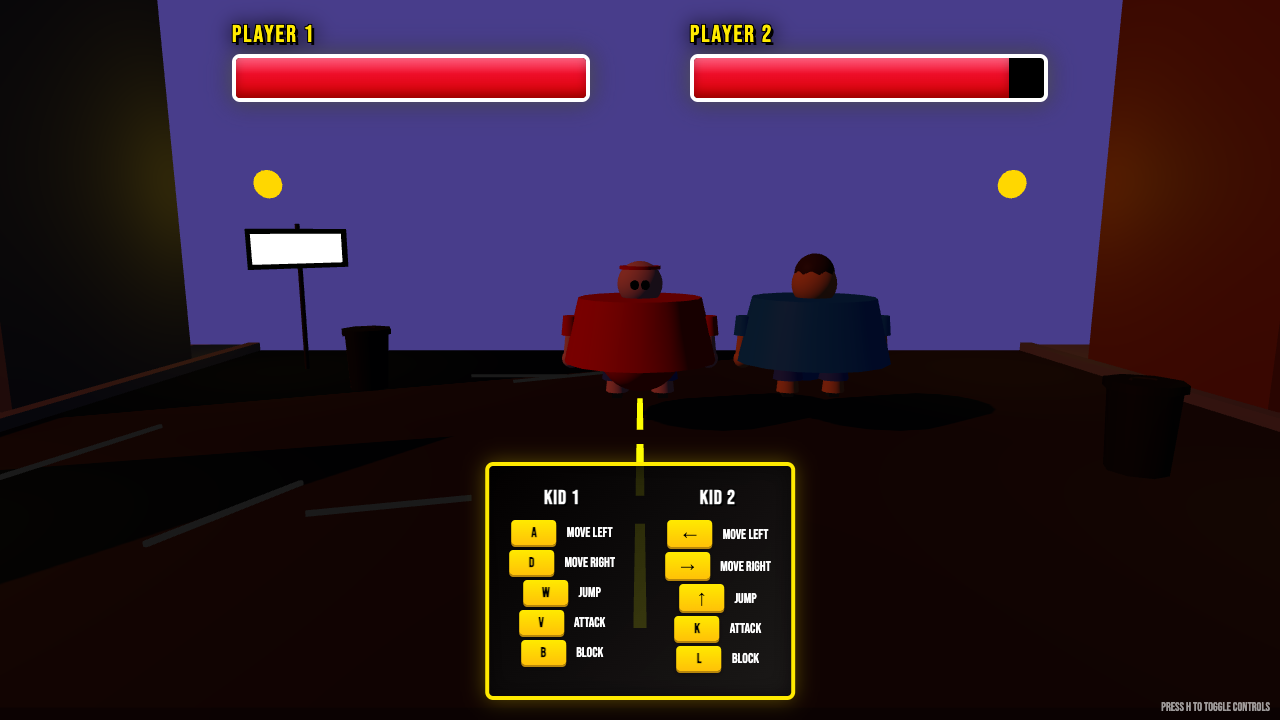 PLAYER 1
PLAYER 2
KID 1
A MOVE LEFT
D MOVE RIGHT
W JUMP
V ATTACK
B BLOCK
KID 2
← MOVE LEFT
→ MOVE RIGHT
↑ JUMP
K ATTACK
L BLOCK
PRESS H TO TOGGLE CONTROLS